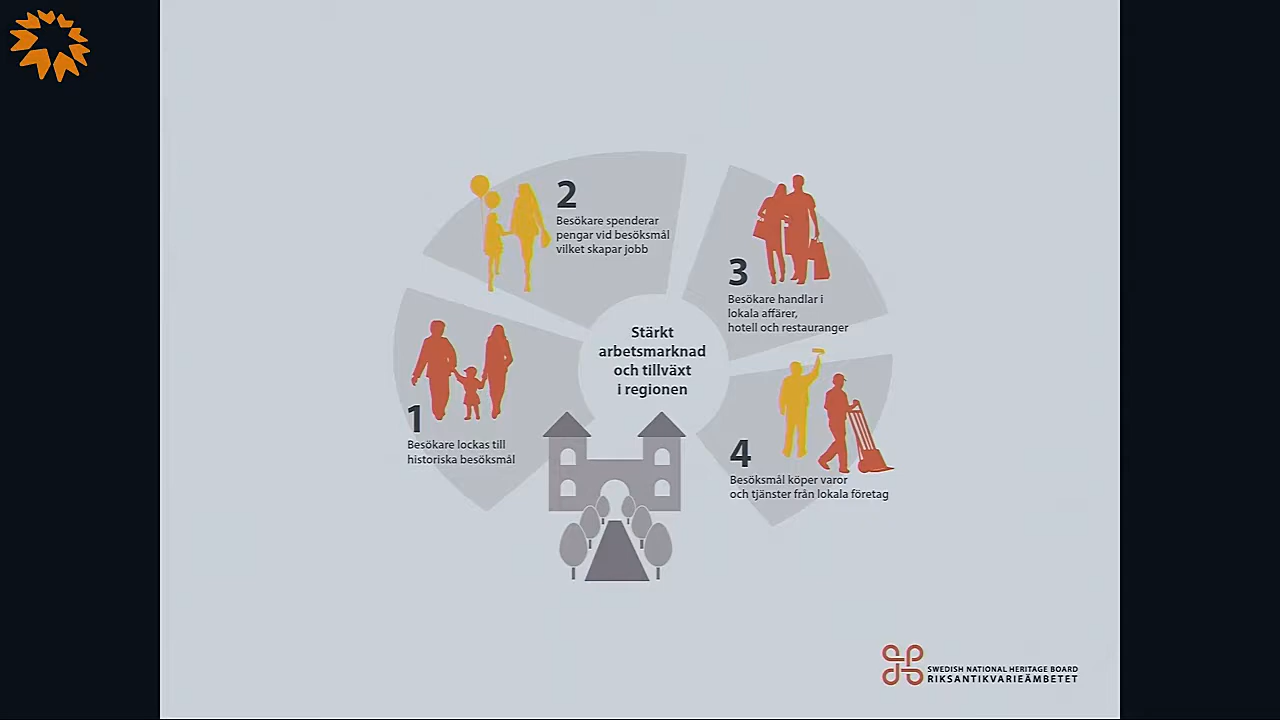 2
Besökare spenderar
pengar vid besöksmål
vilket skapar jobb
3
Besökare handlar i
lokala affärer,
hotell och restauranger
Stärkt
arbetsmarknad
och tillväxt
i regionen
1
Besökare lockas till
historiska besöksmål
4
Besöksmål köper varor
och tjänster från lokala företag
SWEDISH NATIONAL HERITAGE BOARD
RIKSANTIKVARIEÄMBETET